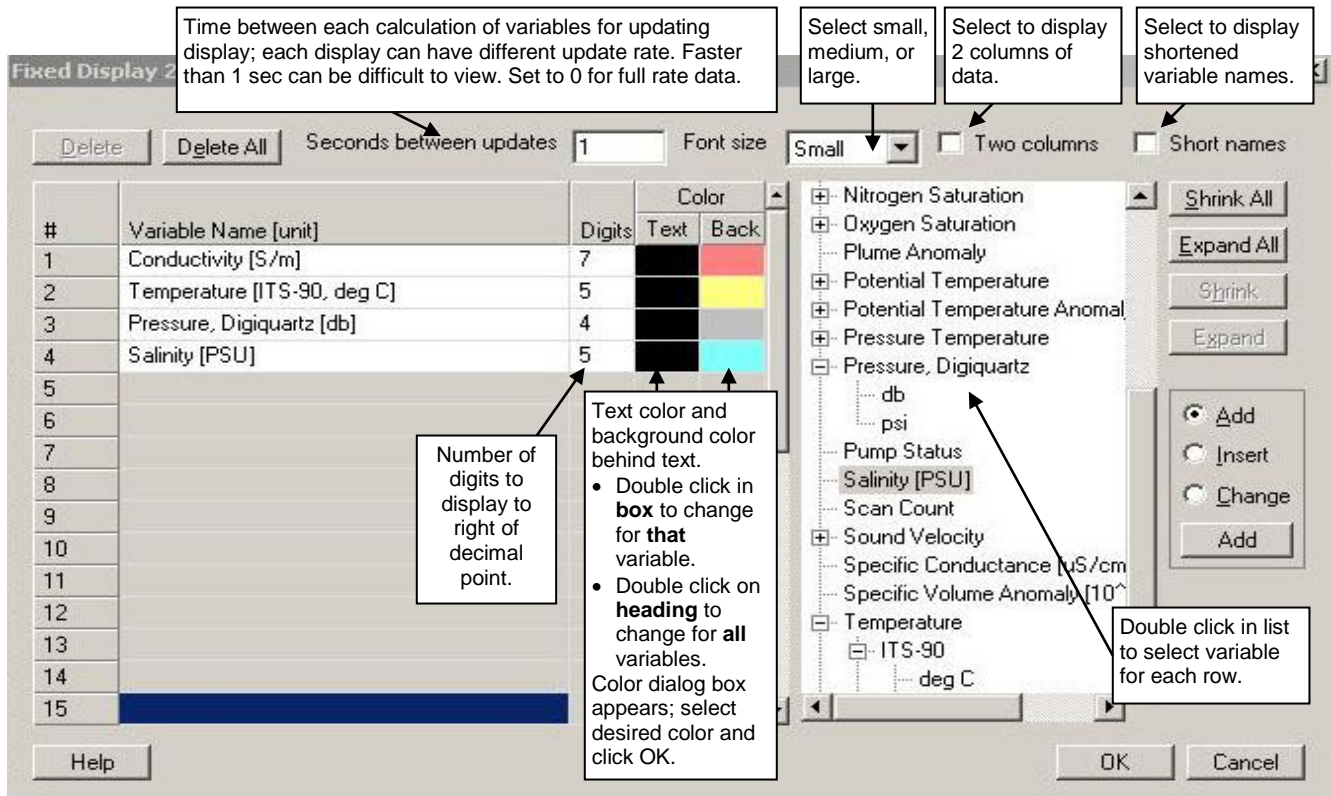 Time between each calculation of variables for updating
display; each display can have different update rate. Faster
than 1 sec can be difficult to view. Set to 0 for full rate data.
Select small,
medium, or
large.
Select to display
2 columns of
data.
Select to display
shortened
variable names.
Fixed Display 2
Delete
Delete All
Seconds between updates
1
Font size
Small
Two columns
Short names
# Variable Name [unit] Digits Color Text Back
1 Conductivity [S/m] 7
2 Temperature [ITS-90, deg C] 5
3 Pressure, Digiquartz [db] 4
4 Salinity [PSU] 5
5
6
7
8
9
10
11
12
13
14
15
Number of
digits to
display to
right of
decimal
point.
Text color and
background color
behind text.
• Double click in
box to change
for that
variable.
• Double click on
heading to
change for all
variables.
Color dialog box
appears; select
desired color and
click OK.
Nitrogen Saturation
Oxygen Saturation
Plume Anomaly
Potential Temperature
Potential Temperature Anomal
Pressure Temperature
Pressure, Digiquartz
db
psi
Pump Status
Salinity [PSU]
Scan Count
Sound Velocity
Specific Conductance [uS/cm
Specific Volume Anomaly [10^
Temperature
ITS-90
deg C
Double click in list
to select variable
for each row.
Shrink All
Expand All
Shrink
Expand
Add
Insert
Change
Add
Help
OK
Cancel